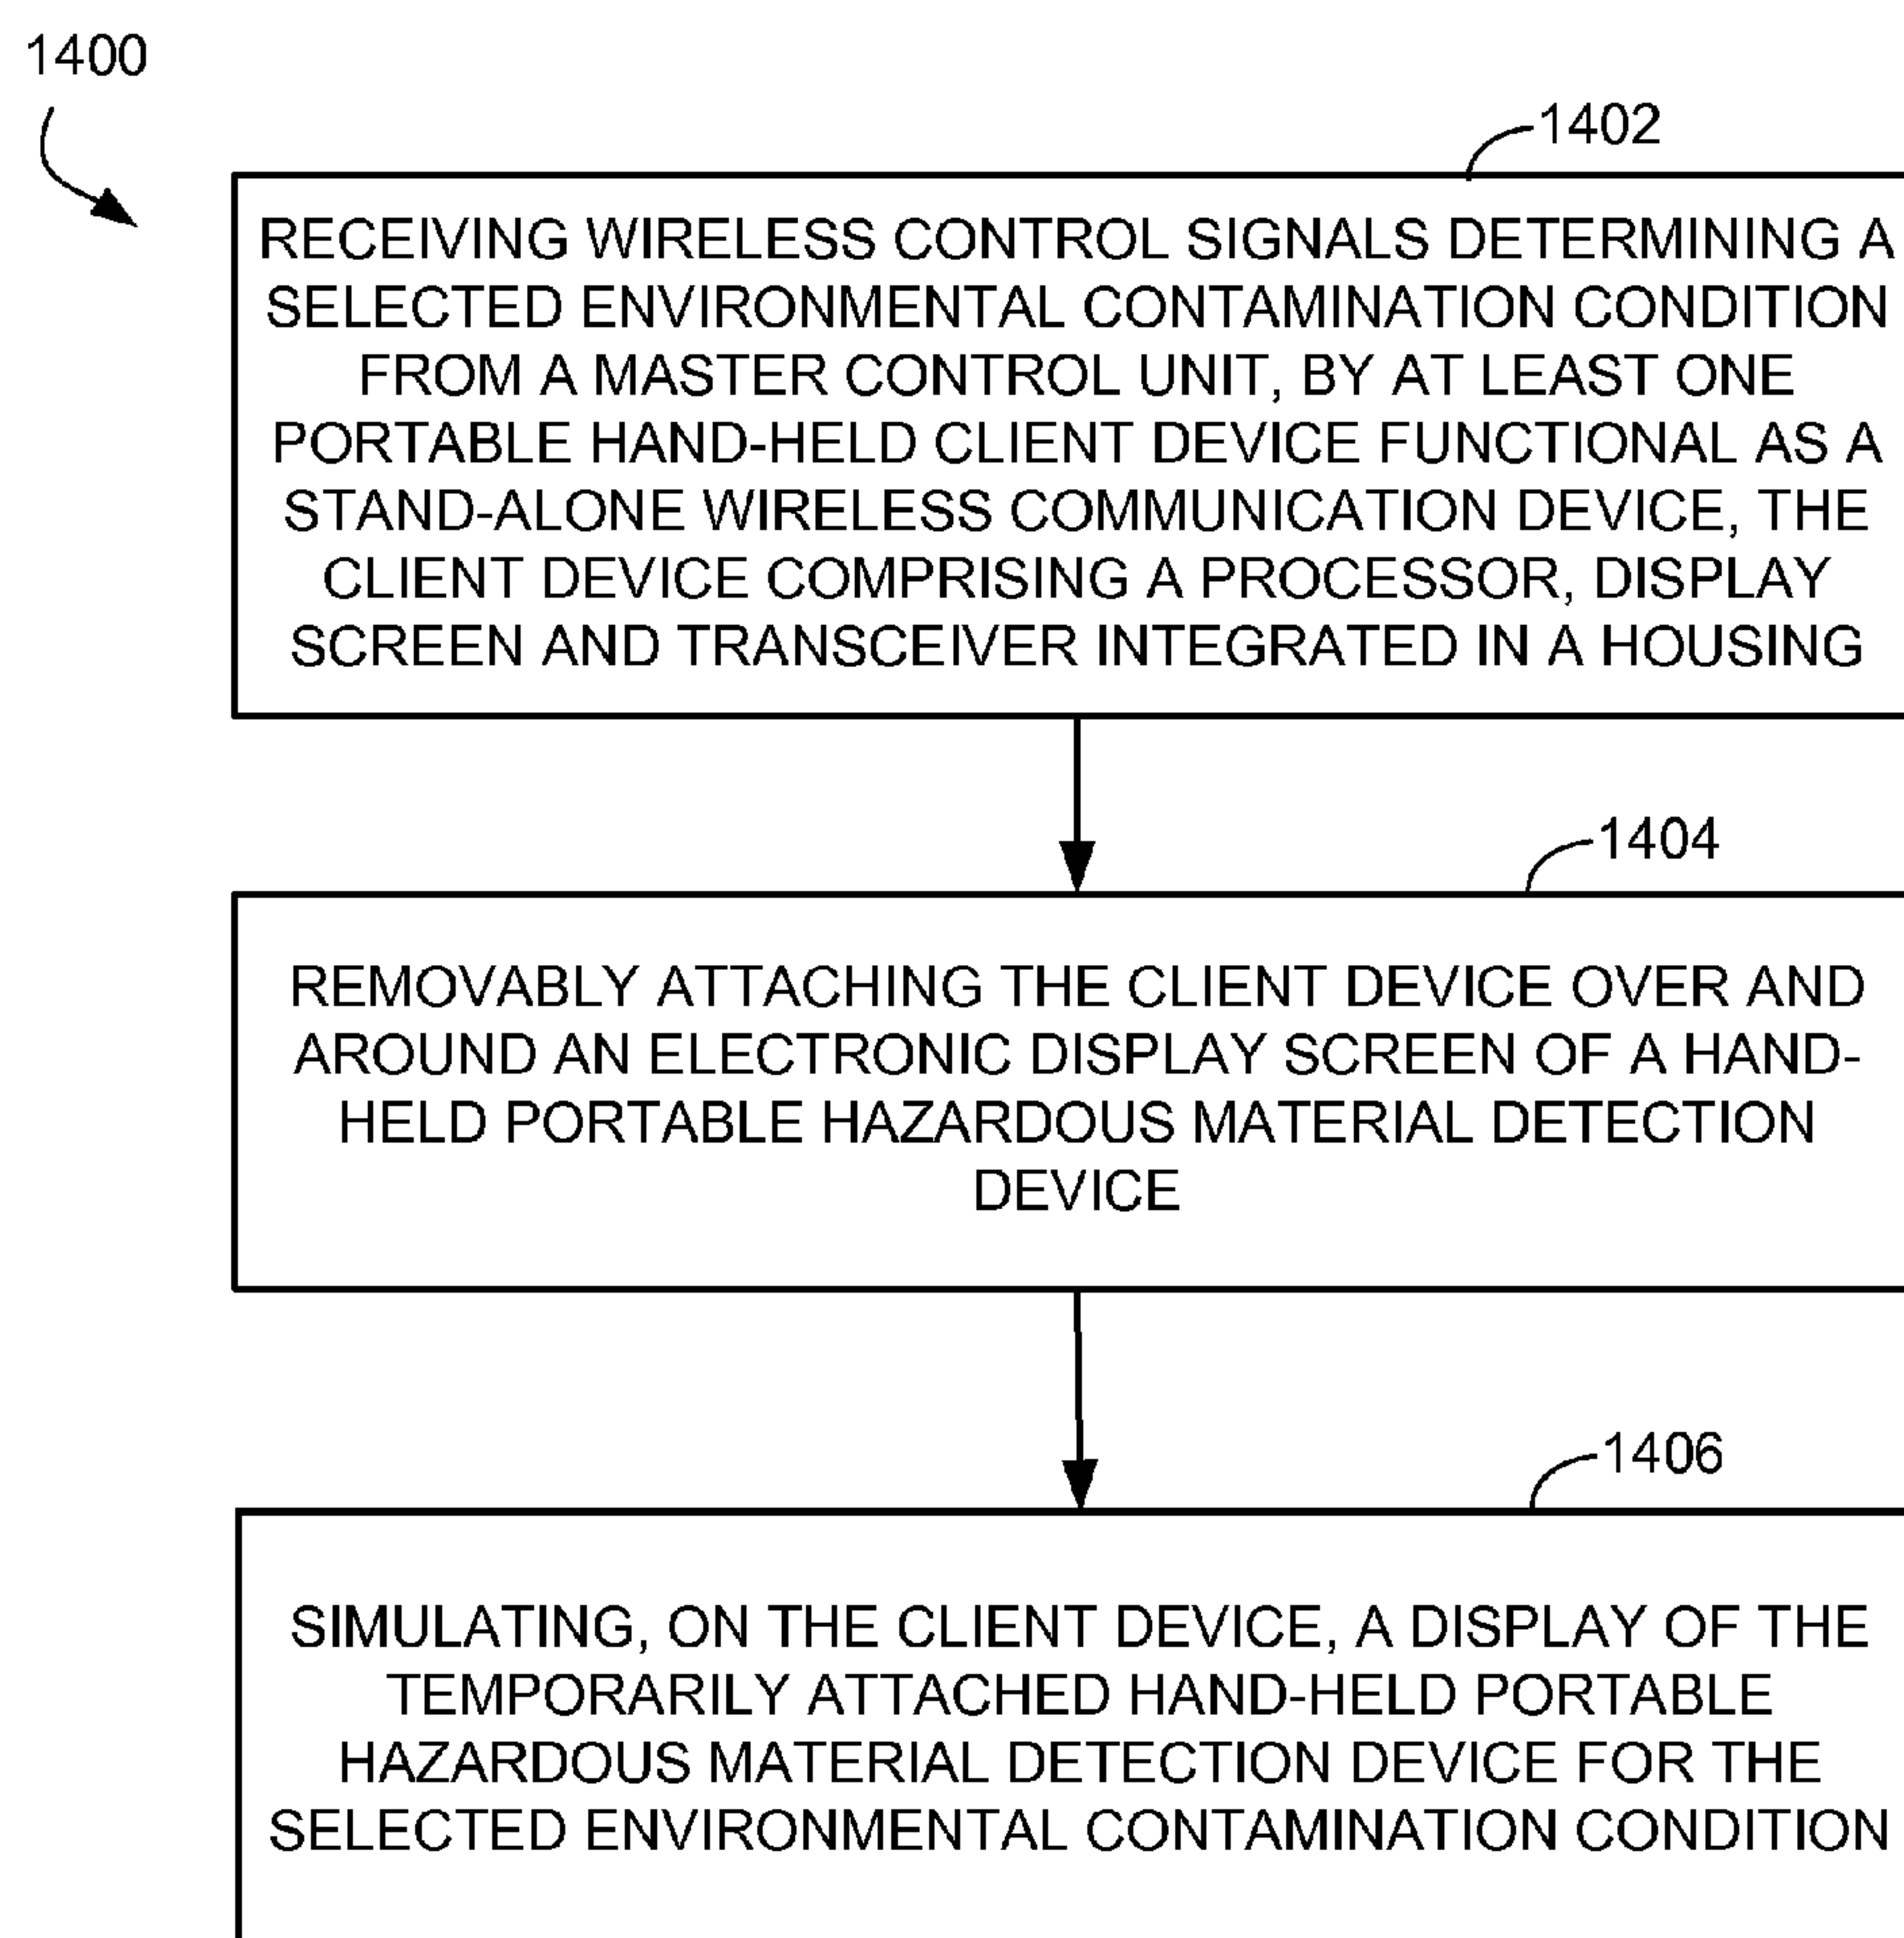 1400
1402
RECEIVING WIRELESS CONTROL SIGNALS DETERMINING A
SELECTED ENVIRONMENTAL CONTAMINATION CONDITION
FROM A MASTER CONTROL UNIT, BY AT LEAST ONE
PORTABLE HAND-HELD CLIENT DEVICE FUNCTIONAL AS A
STAND-ALONE WIRELESS COMMUNICATION DEVICE, THE
CLIENT DEVICE COMPRISING A PROCESSOR, DISPLAY
SCREEN AND TRANSCEIVER INTEGRATED IN A HOUSING
1404
REMOVABLY ATTACHING THE CLIENT DEVICE OVER AND
AROUND AN ELECTRONIC DISPLAY SCREEN OF A HAND-
HELD PORTABLE HAZARDOUS MATERIAL DETECTION
DEVICE
1406
SIMULATING, ON THE CLIENT DEVICE, A DISPLAY OF THE
TEMPORARILY ATTACHED HAND-HELD PORTABLE
HAZARDOUS MATERIAL DETECTION DEVICE FOR THE
SELECTED ENVIRONMENTAL CONTAMINATION CONDITION